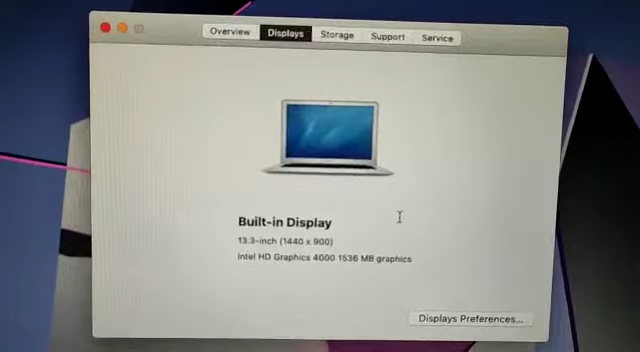 Overview Displays Storage Support Service
Built-in Display
13.3-inch (1440 x 900)
Intel HD Graphics 4000 1536 MB graphics
Displays Preferences...